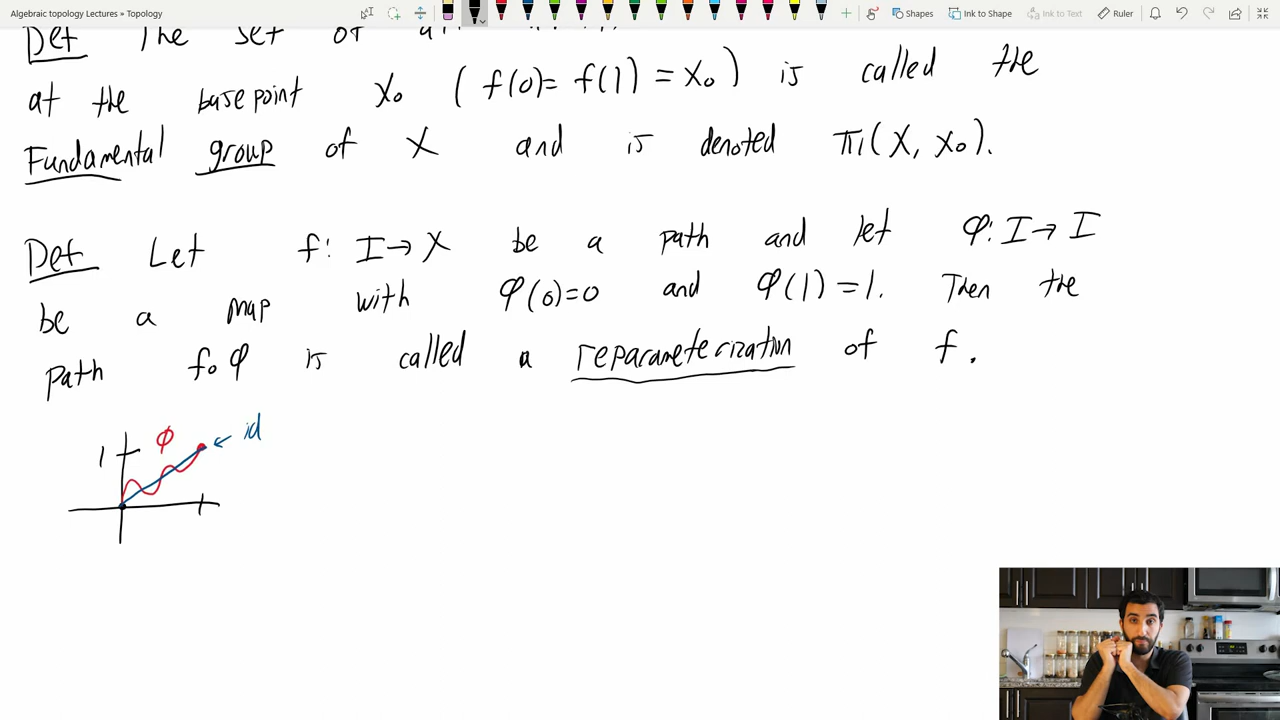 Algebraic topology Lectures » Topology
Shapes
Ink to Shape
Ink to Text
Ruler
Def The set of
at the basepoint x₀ (f(0)= f(1) = x₀) is called the
Fundamental group of X and is denoted π₁(X, x₀).
Def Let f: I→X be a path and let φ: I→I
be a map with φ(0)=0 and φ(1)=1. Then the
path f∘φ is called a reparameterization of f.
1 φ ← id